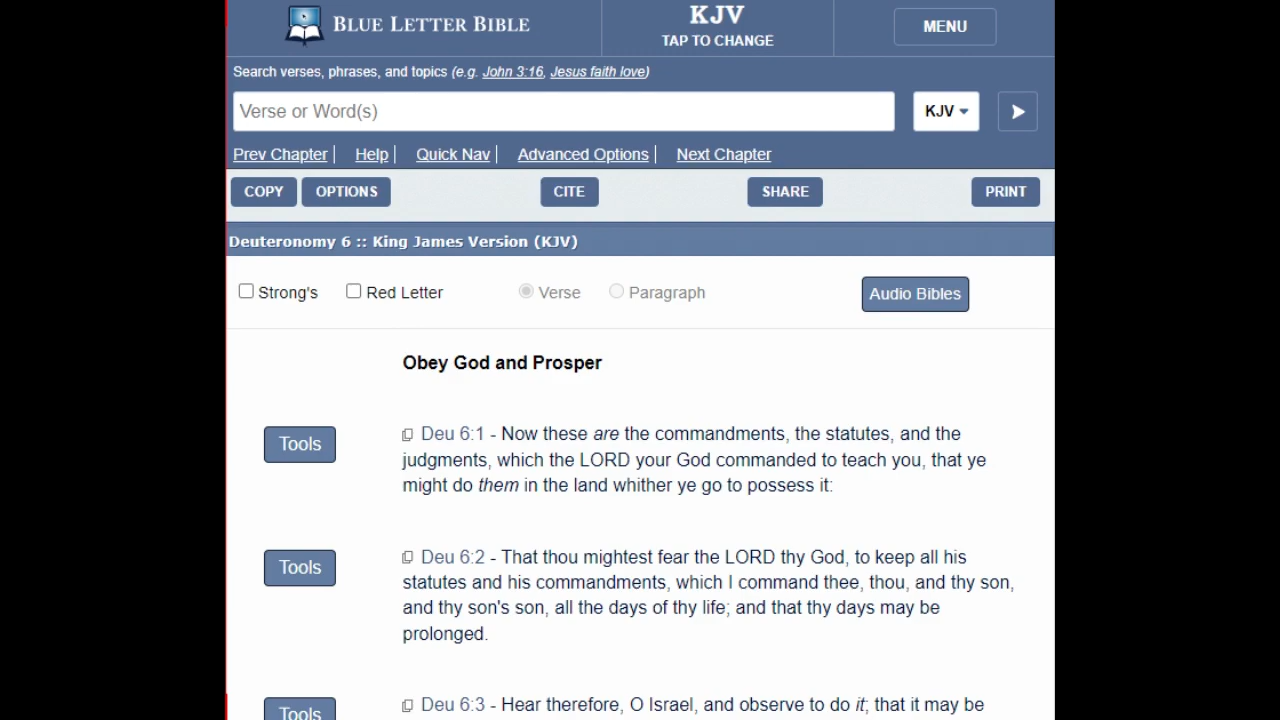 BLUE LETTER BIBLE
KJV
TAP TO CHANGE
MENU
Search verses, phrases, and topics (e.g. John 3:16, Jesus faith love)
Verse or Word(s)
KJV
Prev Chapter | Help | Quick Nav | Advanced Options | Next Chapter
COPY OPTIONS CITE SHARE PRINT
Deuteronomy 6 :: King James Version (KJV)
Strong's Red Letter Verse Paragraph Audio Bibles
Obey God and Prosper
Tools
Deu 6:1 - Now these are the commandments, the statutes, and the
judgments, which the LORD your God commanded to teach you, that ye
might do them in the land whither ye go to possess it:
Tools
Deu 6:2 - That thou mightest fear the LORD thy God, to keep all his
statutes and his commandments, which I command thee, thou, and thy son,
and thy son's son, all the days of thy life; and that thy days may be
prolonged.
Tools
Deu 6:3 - Hear therefore, O Israel, and observe to do it; that it may be